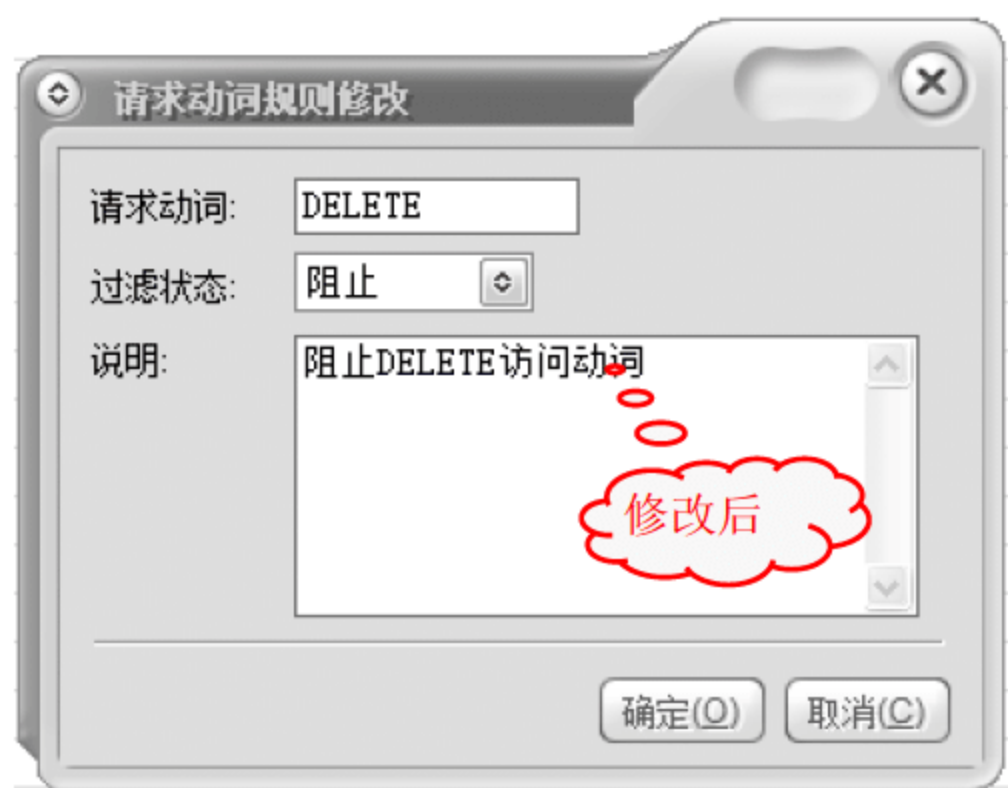 请求动词规则修改
请求动词: DELETE
过滤状态: 阻止
说明: 阻止DELETE访问动词
修改后
确定(O) 取消(C)